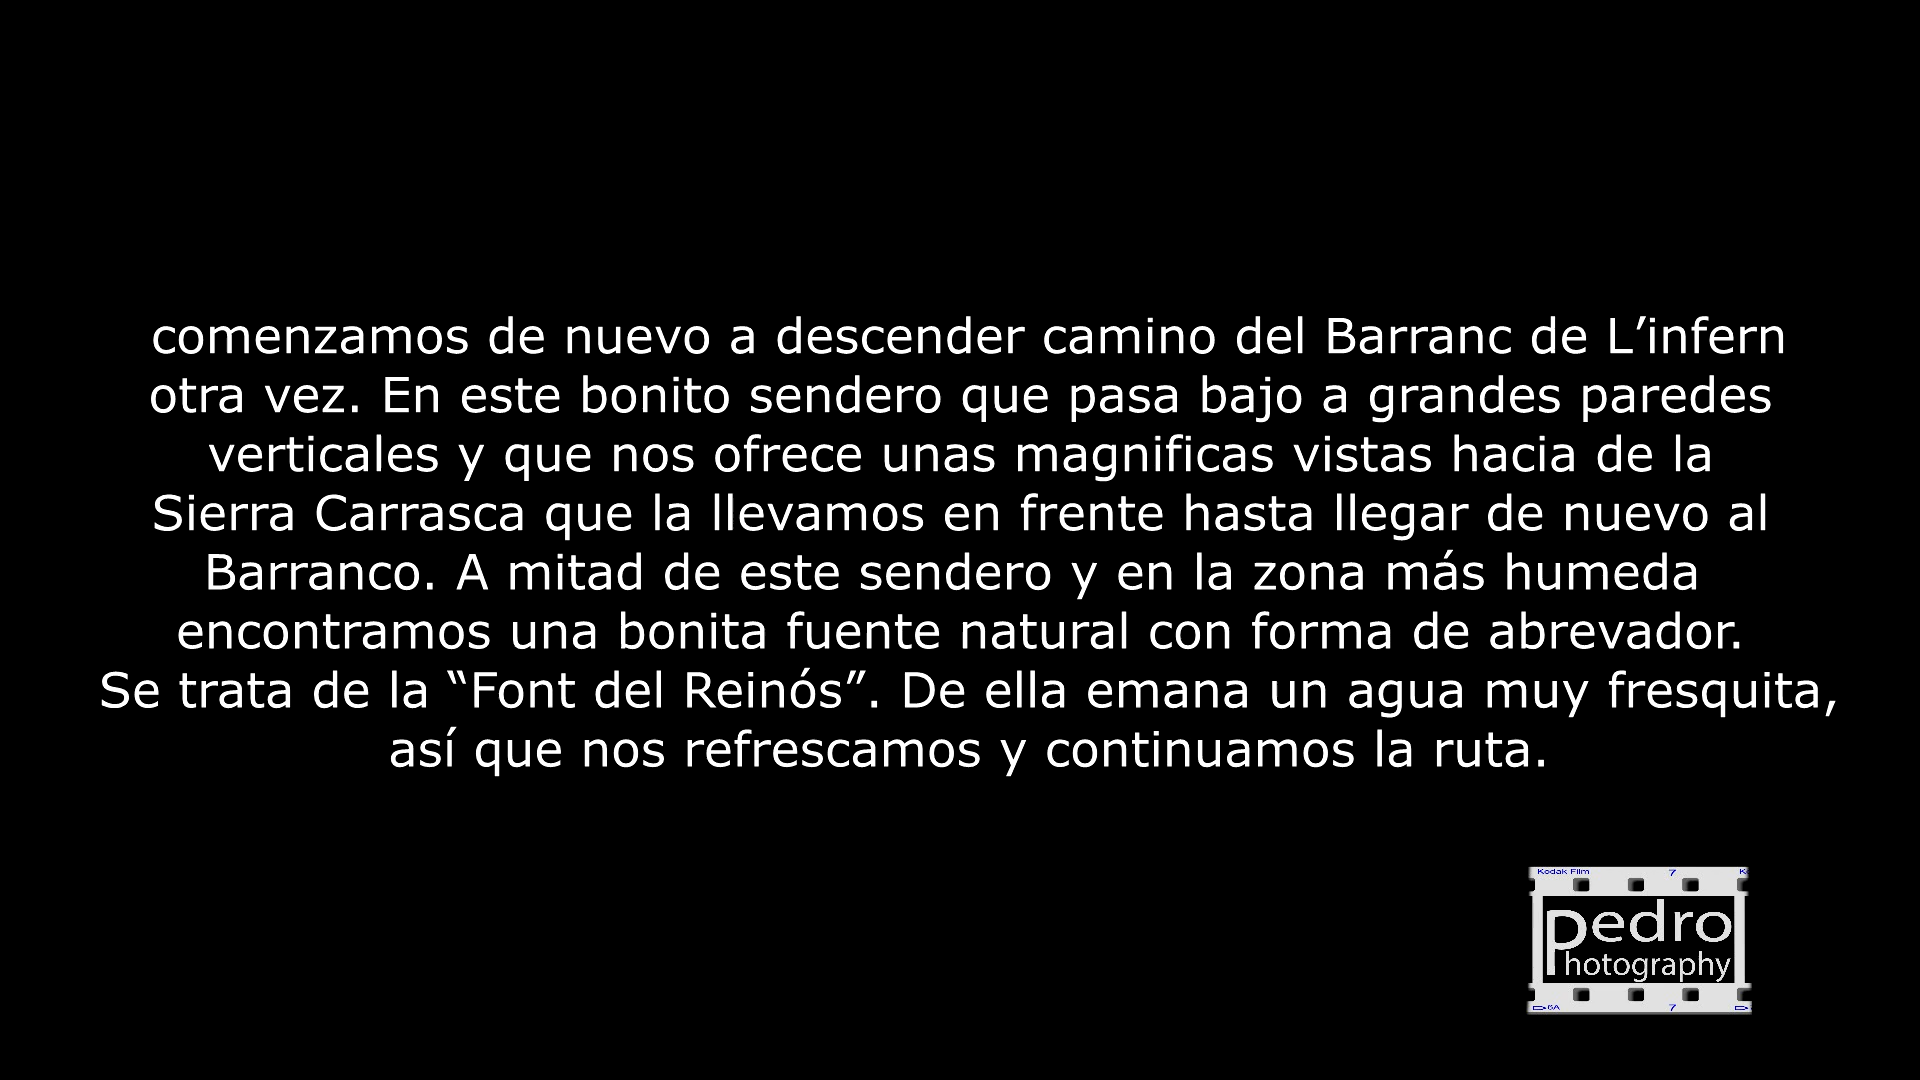 comenzamos de nuevo a descender camino del Barranc de L’infern
otra vez. En este bonito sendero que pasa bajo a grandes paredes
verticales y que nos ofrece unas magnificas vistas hacia de la
Sierra Carrasca que la llevamos en frente hasta llegar de nuevo al
Barranco. A mitad de este sendero y en la zona más humeda
encontramos una bonita fuente natural con forma de abrevador.
Se trata de la “Font del Reinós”. De ella emana un agua muy fresquita,
así que nos refrescamos y continuamos la ruta.
Kodak Film 7 K
pedro
photography
6A 7